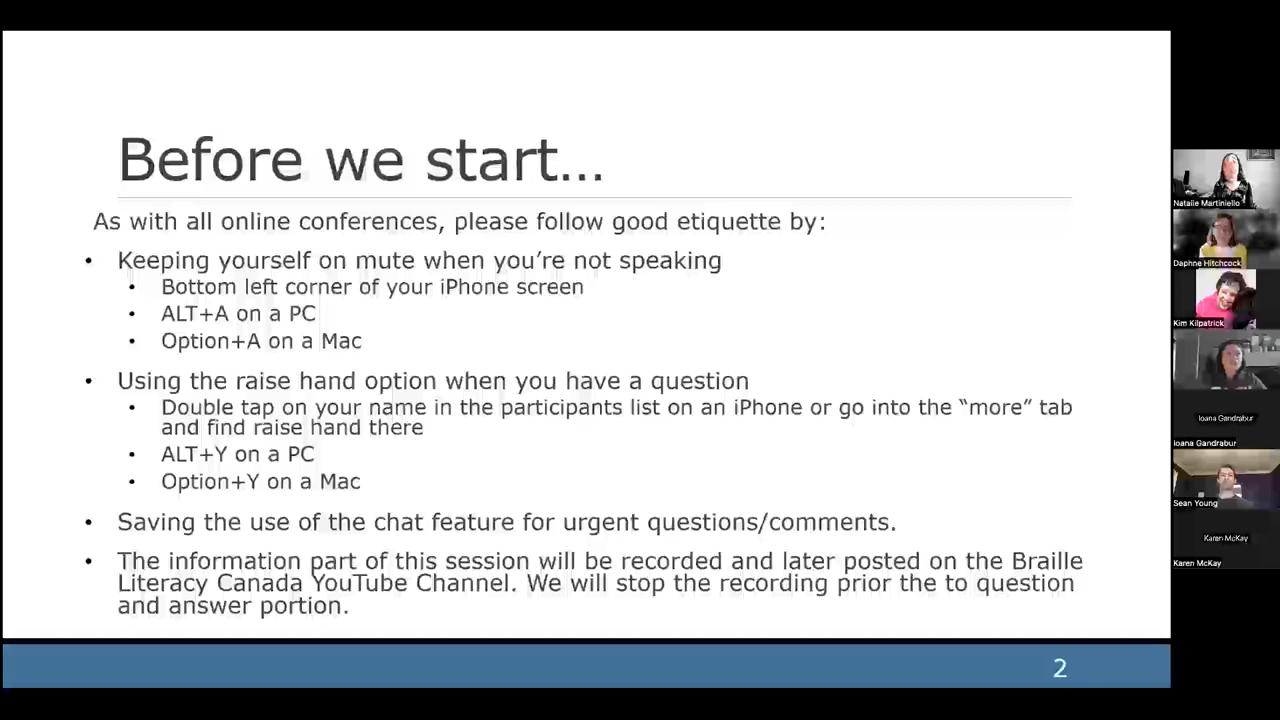 Before we start…
As with all online conferences, please follow good etiquette by:
• Keeping yourself on mute when you’re not speaking
• Bottom left corner of your iPhone screen
• ALT+A on a PC
• Option+A on a Mac
• Using the raise hand option when you have a question
• Double tap on your name in the participants list on an iPhone or go into the “more” tab
and find raise hand there
• ALT+Y on a PC
• Option+Y on a Mac
• Saving the use of the chat feature for urgent questions/comments.
• The information part of this session will be recorded and later posted on the Braille
Literacy Canada YouTube Channel. We will stop the recording prior the to question
and answer portion.
2
Natalie Martiniello
Daphne Hitchcock
Kim Kilpatrick
Ioana Gandrabur
Ioana Gandrabur
Sean Young
Karen McKay
Karen McKay